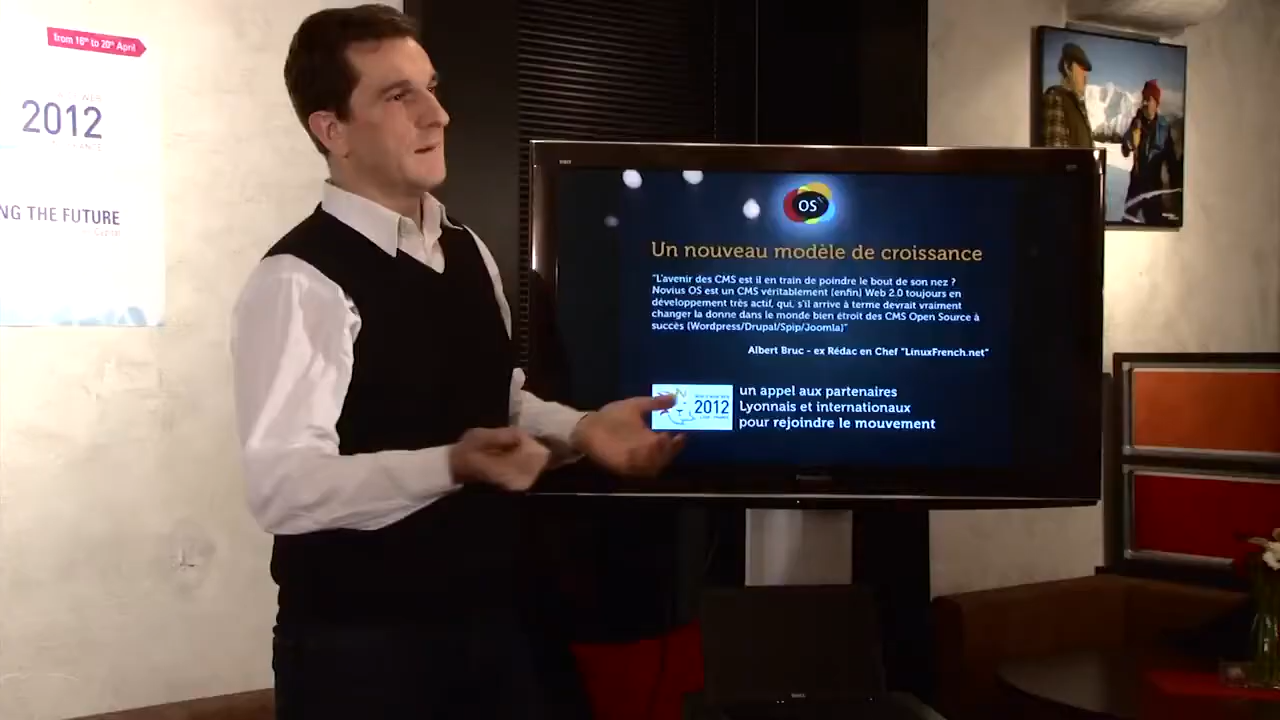 from 16th to 20th April
2012
NG THE FUTURE
OS
Un nouveau modèle de croissance
"L'avenir des CMS est il en train de poindre le bout de son nez ?
Novius OS est un CMS véritablement (enfin) Web 2.0 toujours en
développement très actif, qui, s'il arrive à terme devrait vraiment
changer la donne dans le monde bien étroit des CMS Open Source à
succès (Wordpress/Drupal/Spip/Joomla)"
Albert Bruc - ex Rédac en Chef "LinuxFrench.net"
2012
un appel aux partenaires
Lyonnais et internationaux
pour rejoindre le mouvement